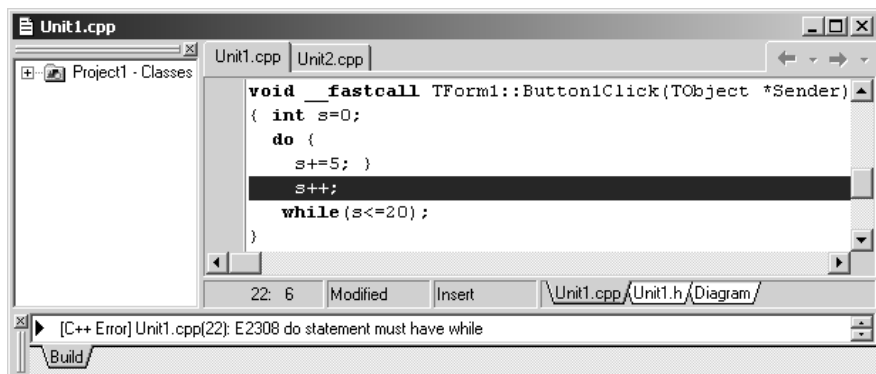 Unit1.cpp
Project1 - Classes
Unit1.cpp Unit2.cpp
void __fastcall TForm1::Button1Click(TObject *Sender)
{ int s=0;
do {
s+=5; }
s++;
while(s<=20);
}
22: 6 Modified Insert \Unit1.cpp/Unit1.h/Diagram/
[C++ Error] Unit1.cpp(22): E2308 do statement must have while
Build